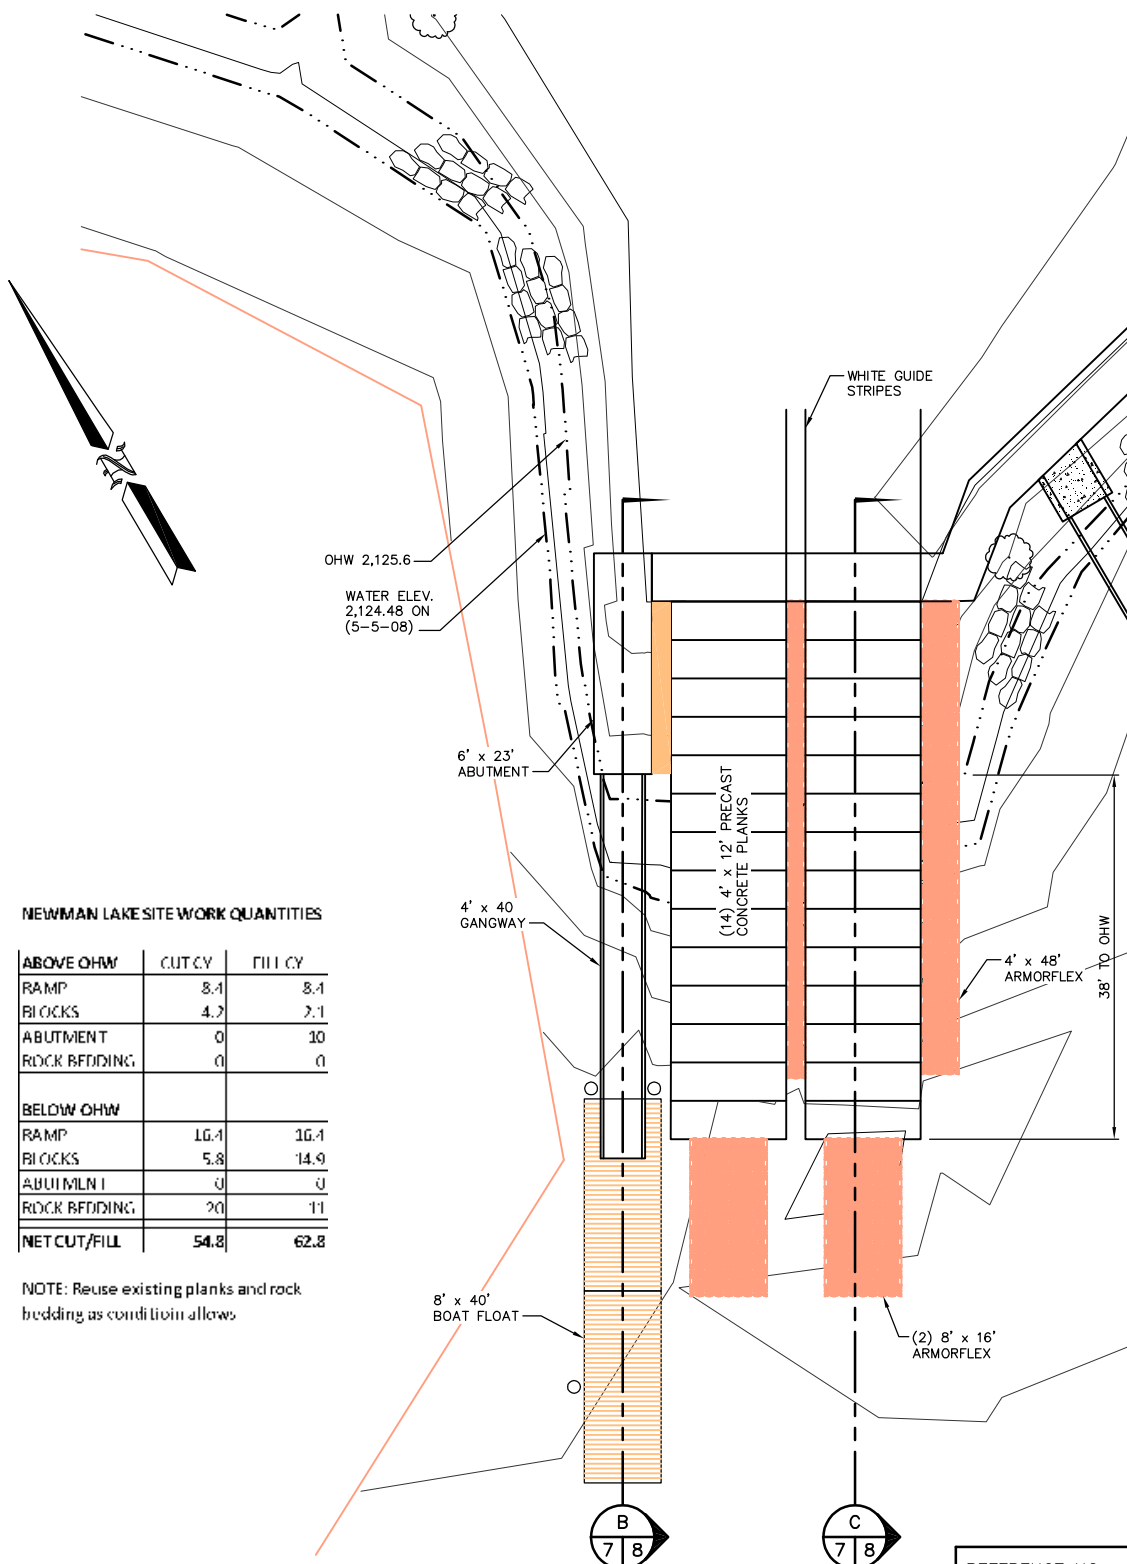 WHITE GUIDE
STRIPES
OHW 2,125.6
WATER ELEV.
2,124.48 ON
(5-5-08)
6' x 23'
ABUTMENT
(14) 4' x 12' PRECAST
CONCRETE PLANKS
4' x 40
GANGWAY
4' x 48'
ARMORFLEX
38' TO OHW
8' x 40'
BOAT FLOAT
(2) 8' x 16'
ARMORFLEX
NEWMAN LAKE SITE WORK QUANTITIES
ABOVE OHW CUT CY FILL CY
RAMP 8.4 8.4
BLOCKS 4.2 2.1
ABUTMENT 0 10
ROCK BEDDING 0 0
BELOW OHW
RAMP 16.4 16.4
BLOCKS 5.8 14.9
ABUTMENT 0 0
ROCK BEDDING 20 11
NET CUT/FILL 54.8 62.8
NOTE: Reuse existing planks and rock
bedding as conditioin allows
B
7 8
C
7 8